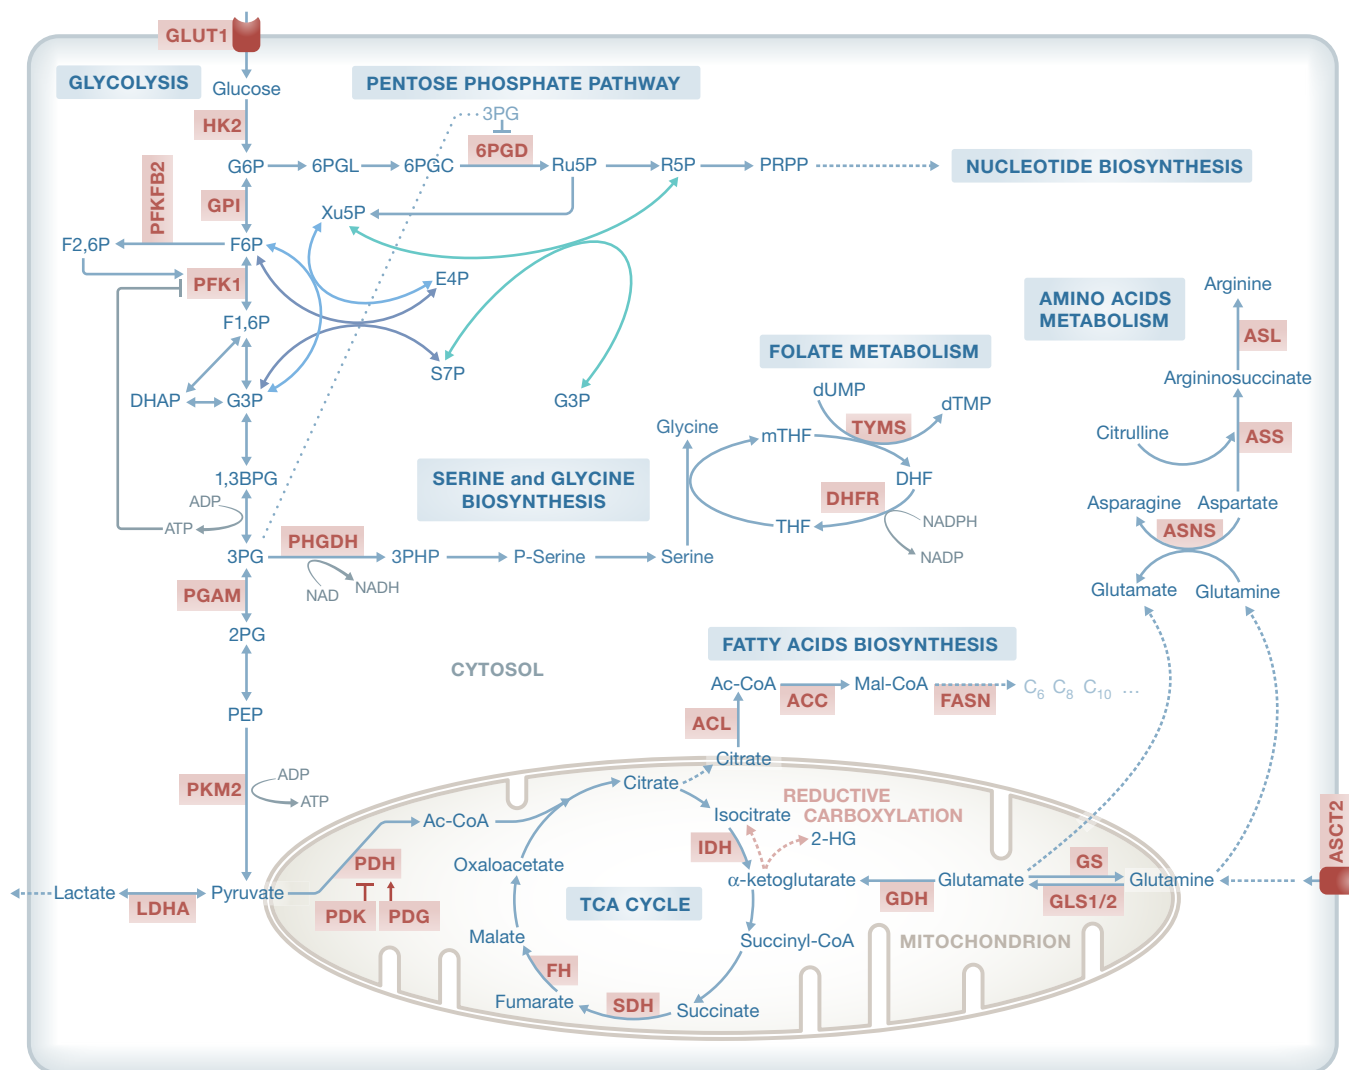 GLUT1
GLYCOLYSIS
PENTOSE PHOSPHATE PATHWAY
Glucose
3PG
HK2
6PGD
G6P
6PGL
6PGC
Ru5P
R5P
PRPP
NUCLEOTIDE BIOSYNTHESIS
PFKFB2
GPI
Xu5P
F2,6P
F6P
PFK1
E4P
F1,6P
S7P
DHAP
G3P
G3P
AMINO ACIDS
METABOLISM
Arginine
ASL
Argininosuccinate
Citrulline
ASS
Asparagine
Aspartate
ASNS
Glutamate
Glutamine
FOLATE METABOLISM
dUMP
dTMP
TYMS
mTHF
DHF
DHFR
THF
NADPH
NADP
Glycine
SERINE and GLYCINE
BIOSYNTHESIS
1,3BPG
ADP
ATP
3PG
PHGDH
3PHP
P-Serine
Serine
NAD
NADH
PGAM
2PG
CYTOSOL
PEP
FATTY ACIDS BIOSYNTHESIS
Ac-CoA
ACC
Mal-CoA
FASN
C6 C8 C10 ...
ACL
Citrate
PKM2
ADP
ATP
Citrate
REDUCTIVE
CARBOXYLATION
Isocitrate
2-HG
IDH
Ac-CoA
PDH
Oxaloacetate
TCA CYCLE
α-ketoglutarate
GDH
Glutamate
GS
GLS1/2
Glutamine
ASCT2
Lactate
LDHA
Pyruvate
PDK
PDG
Malate
Succinyl-CoA
MITOCHONDRION
FH
Fumarate
SDH
Succinate